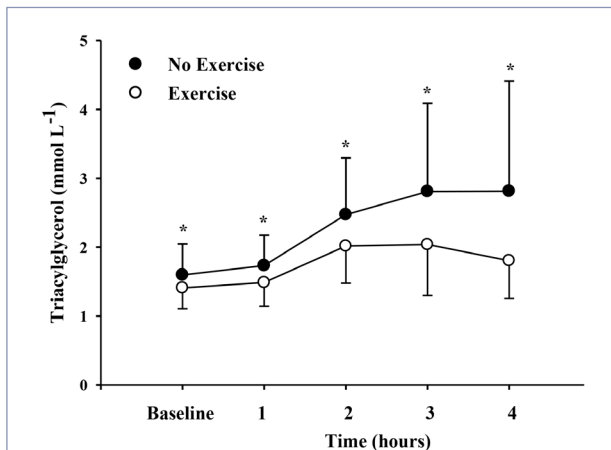 5
4
3
2
1
0
Triacylglycerol (mmol L-1)
No Exercise
Exercise
*
*
*
*
*
Baseline 1 2 3 4
Time (hours)